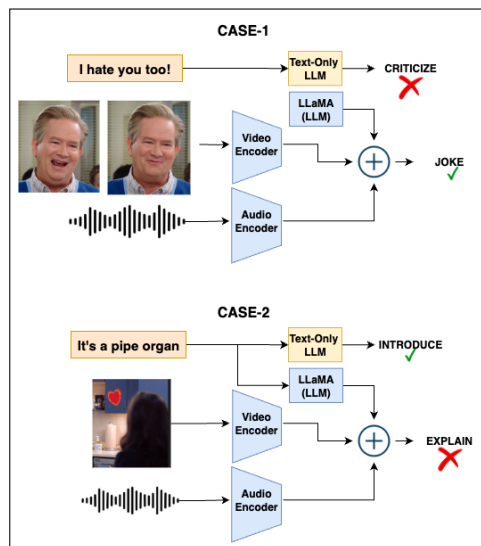 CASE-1
I hate you too!
Text-Only
LLM
CRITICIZE
LLaMA
(LLM)
Video
Encoder
JOKE
Audio
Encoder
CASE-2
It's a pipe organ
Text-Only
LLM
INTRODUCE
LLaMA
(LLM)
Video
Encoder
EXPLAIN
Audio
Encoder